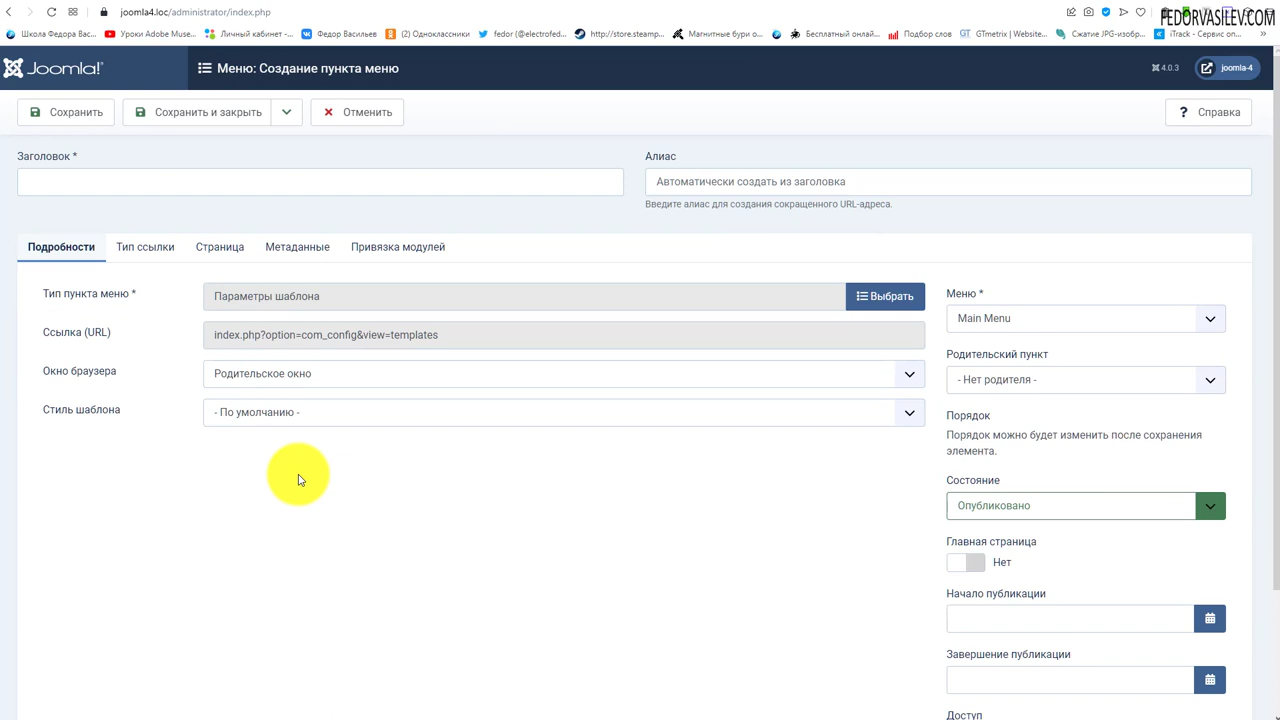 joomla4.loc/administrator/index.php
FEDORVASILEV.COM
Школа Федора Вас...
Уроки Adobe Muse...
Личный кабинет -...
Федор Васильев
Одноклассники
fedor (@electrofed...
http://store.steamp...
Магнитные бури о...
Бесплатный онлай...
Подбор слов
GTmetrix | Website...
Сжатие JPG-изобр...
iTrack - Сервис оп...
»
Joomla!
Меню: Создание пункта меню
4.0.3
joomla-4
Сохранить
Сохранить и закрыть
Отменить
? Справка
Заголовок *
Алиас
Автоматически создать из заголовка
Введите алиас для создания сокращенного URL-адреса.
Подробности
Тип ссылки
Страница
Метаданные
Привязка модулей
Тип пункта меню *
Параметры шаблона
Выбрать
Ссылка (URL)
index.php?option=com_config&view=templates
Окно браузера
Родительское окно
Стиль шаблона
- По умолчанию -
Меню *
Main Menu
Родительский пункт
- Нет родителя -
Порядок
Порядок можно будет изменить после сохранения
элемента.
Состояние
Опубликовано
Главная страница
Нет
Начало публикации
Завершение публикации
Доступ